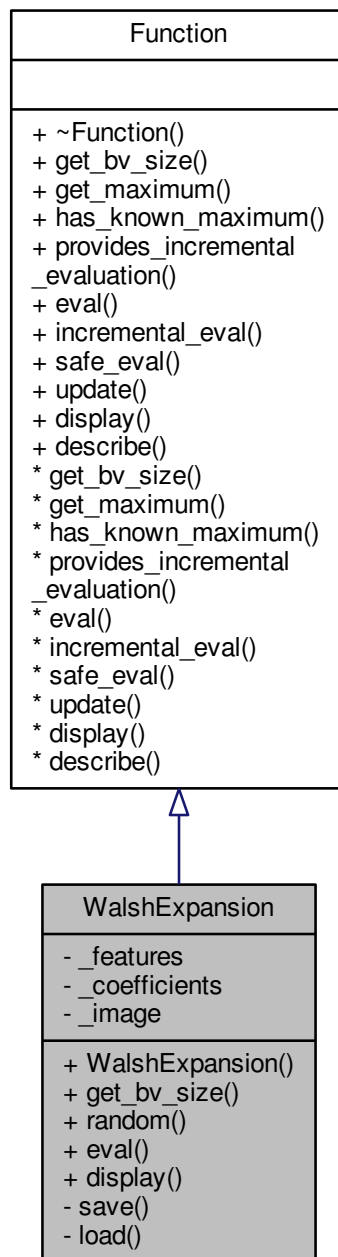 Function
+ ~Function()
+ get_bv_size()
+ get_maximum()
+ has_known_maximum()
+ provides_incremental
_evaluation()
+ eval()
+ incremental_eval()
+ safe_eval()
+ update()
+ display()
+ describe()
* get_bv_size()
* get_maximum()
* has_known_maximum()
* provides_incremental
_evaluation()
* eval()
* incremental_eval()
* safe_eval()
* update()
* display()
* describe()
WalshExpansion
- _features
- _coefficients
- _image
+ WalshExpansion()
+ get_bv_size()
+ random()
+ eval()
+ display()
- save()
- load()